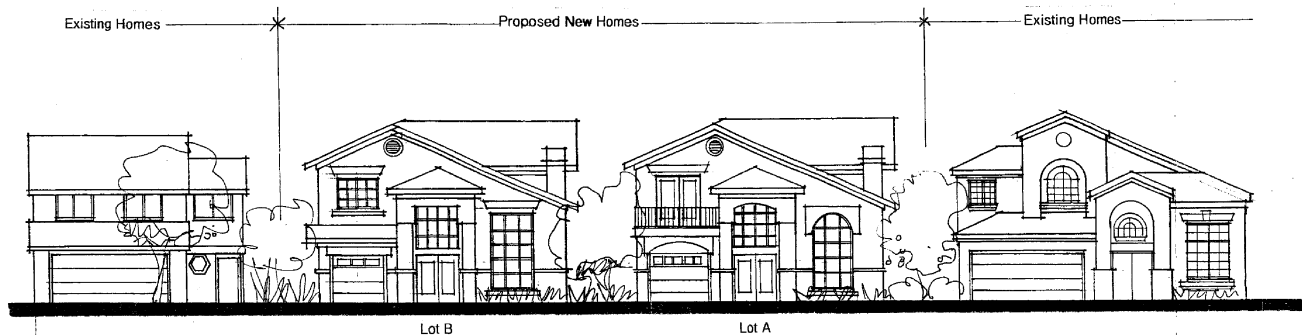 Existing Homes
Proposed New Homes
Existing Homes
Lot B
Lot A